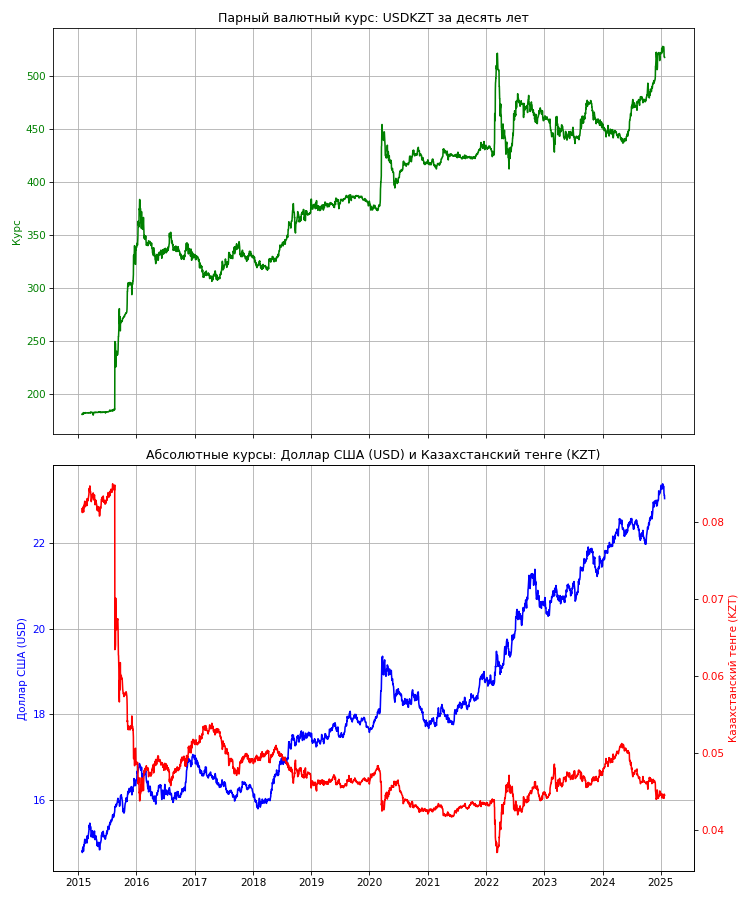 Парный валютный курс: USDKZT за десять лет
500
450
400
350
300
250
200
Курс
Абсолютные курсы: Доллар США (USD) и Казахстанский тенге (KZT)
22
20
18
16
Доллар США (USD)
0.08
0.07
0.06
0.05
0.04
Казахстанский тенге (KZT)
2015 2016 2017 2018 2019 2020 2021 2022 2023 2024 2025